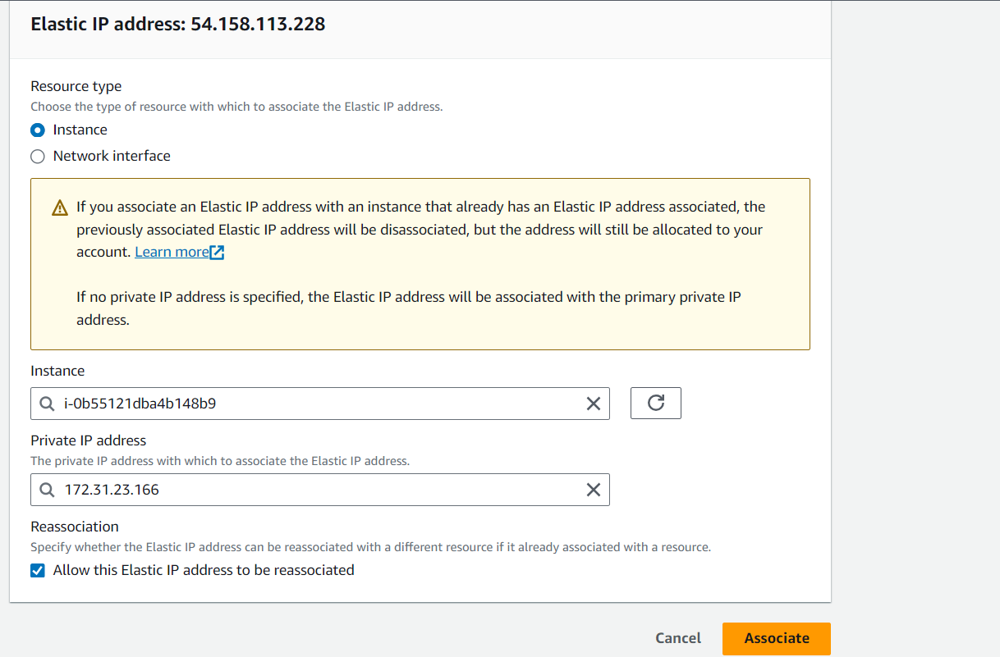 Elastic IP address: 54.158.113.228
Resource type
Choose the type of resource with which to associate the Elastic IP address.
Instance
Network interface
If you associate an Elastic IP address with an instance that already has an Elastic IP address associated, the
previously associated Elastic IP address will be disassociated, but the address will still be allocated to your
account. Learn more
If no private IP address is specified, the Elastic IP address will be associated with the primary private IP
address.
Instance
i-0b55121dba4b148b9
Private IP address
The private IP address with which to associate the Elastic IP address.
172.31.23.166
Reassociation
Specify whether the Elastic IP address can be reassociated with a different resource if it already associated with a resource.
Allow this Elastic IP address to be reassociated
Cancel Associate